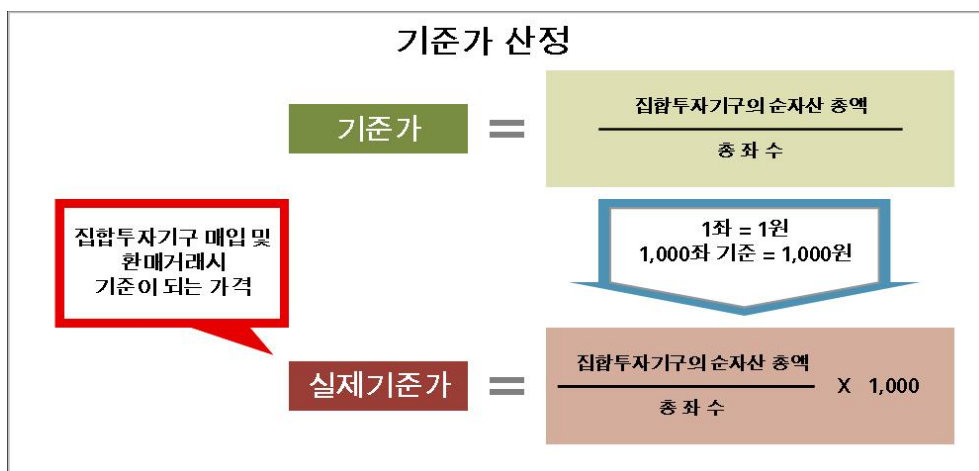 기준가 산정
기준가 = 집합투자기구의 순자산 총액
총 좌 수
집합투자기구 매입 및
환매거래시
기준이 되는 가격
1좌 = 1원
1,000좌 기준 = 1,000원
실제기준가 = 집합투자기구의 순자산 총액
총 좌 수
X 1,000